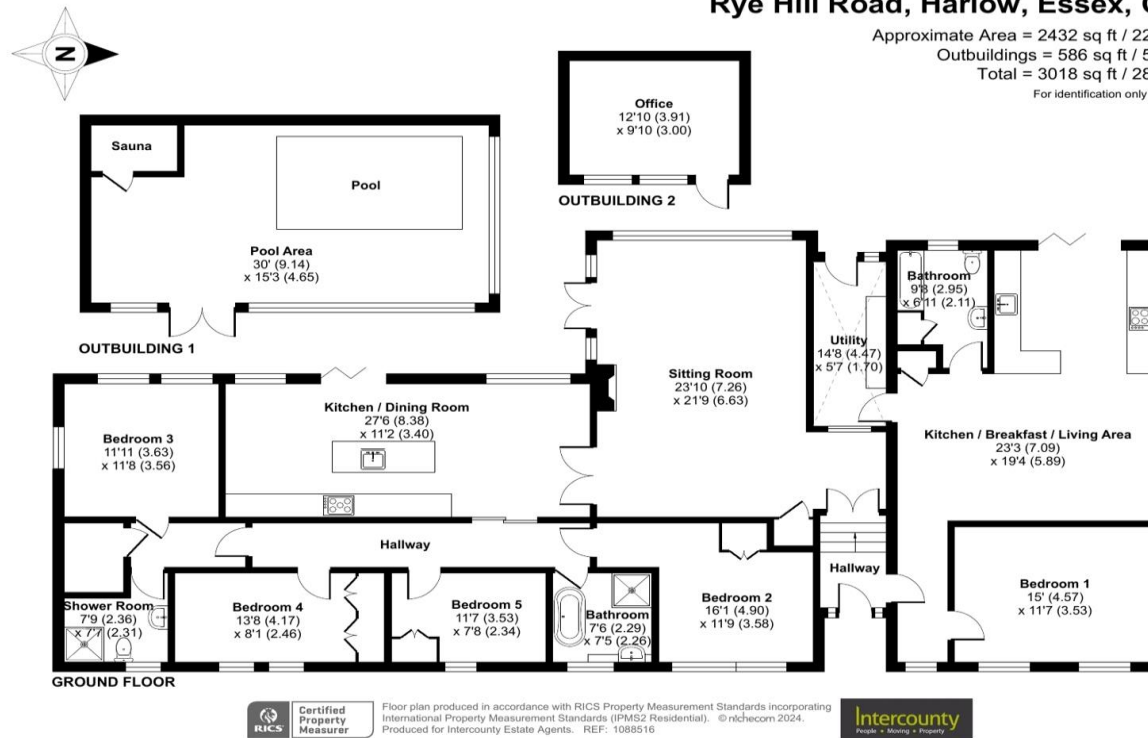 Rye Hill Road, Harlow, Essex,
Approximate Area = 2432 sq ft /
Outbuildings = 586 sq ft /
Total = 3018 sq ft /
For identification only
N
Office
12'10 (3.91)
x 9'10 (3.00)
OUTBUILDING 2
Sauna
Pool
Pool Area
30' (9.14)
x 15'3 (4.65)
OUTBUILDING 1
Bathroom
9'8 (2.95)
x 6'11 (2.11)
Utility
14'8 (4.47)
x 5'7 (1.70)
Sitting Room
23'10 (7.26)
x 21'9 (6.63)
Kitchen / Dining Room
27'6 (8.38)
x 11'2 (3.40)
Bedroom 3
11'11 (3.63)
x 11'8 (3.56)
Kitchen / Breakfast / Living Area
23'3 (7.09)
x 19'4 (5.89)
Hallway
Hallway
Bedroom 1
15' (4.57)
x 11'7 (3.53)
Shower Room
7'9 (2.36)
x 7'7 (2.31)
Bedroom 4
13'8 (4.17)
x 8'1 (2.46)
Bedroom 5
11'7 (3.53)
x 7'8 (2.34)
Bathroom
7'6 (2.29)
x 7'5 (2.26)
Bedroom 2
16'1 (4.90)
x 11'9 (3.58)
GROUND FLOOR
RICS
Certified
Property
Measurer
Floor plan produced in accordance with RICS Property Measurement Standards incorporating
International Property Measurement Standards (IPMS2 Residential). © nichecom 2024.
Produced for Intercounty Estate Agents. REF: 1088516
Intercounty
People • Moving • Property